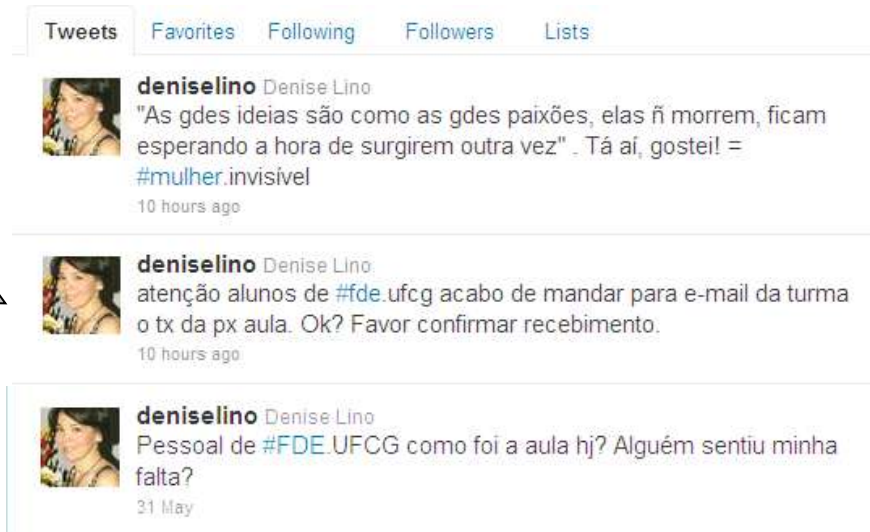 Tweets Favorites Following Followers Lists
deniselino Denise Lino
"As gdes ideias são como as gdes paixões, elas ñ morrem, ficam
esperando a hora de surgirem outra vez" . Tá aí, gostei! =
#mulher.invisível
10 hours ago
deniselino Denise Lino
atenção alunos de #fde.ufcg acabo de mandar para e-mail da turma
o tx da px aula. Ok? Favor confirmar recebimento.
10 hours ago
deniselino Denise Lino
Pessoal de #FDE.UFCG como foi a aula hj? Alguém sentiu minha
falta?
31 May